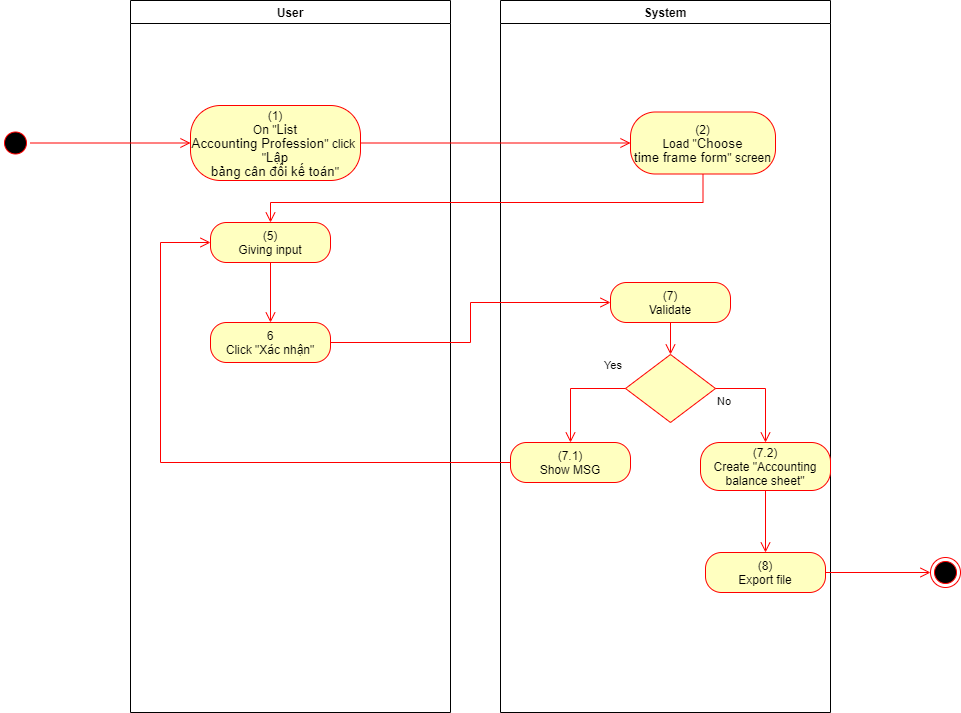 User
System
(1)
On "List
Accounting Profession" click
"Lập
bảng cân đối kế toán"
(2)
Load "Choose
time frame form" screen
(5)
Giving input
6
Click "Xác nhận"
(7)
Validate
Yes
No
(7.1)
Show MSG
(7.2)
Create "Accounting
balance sheet"
(8)
Export file